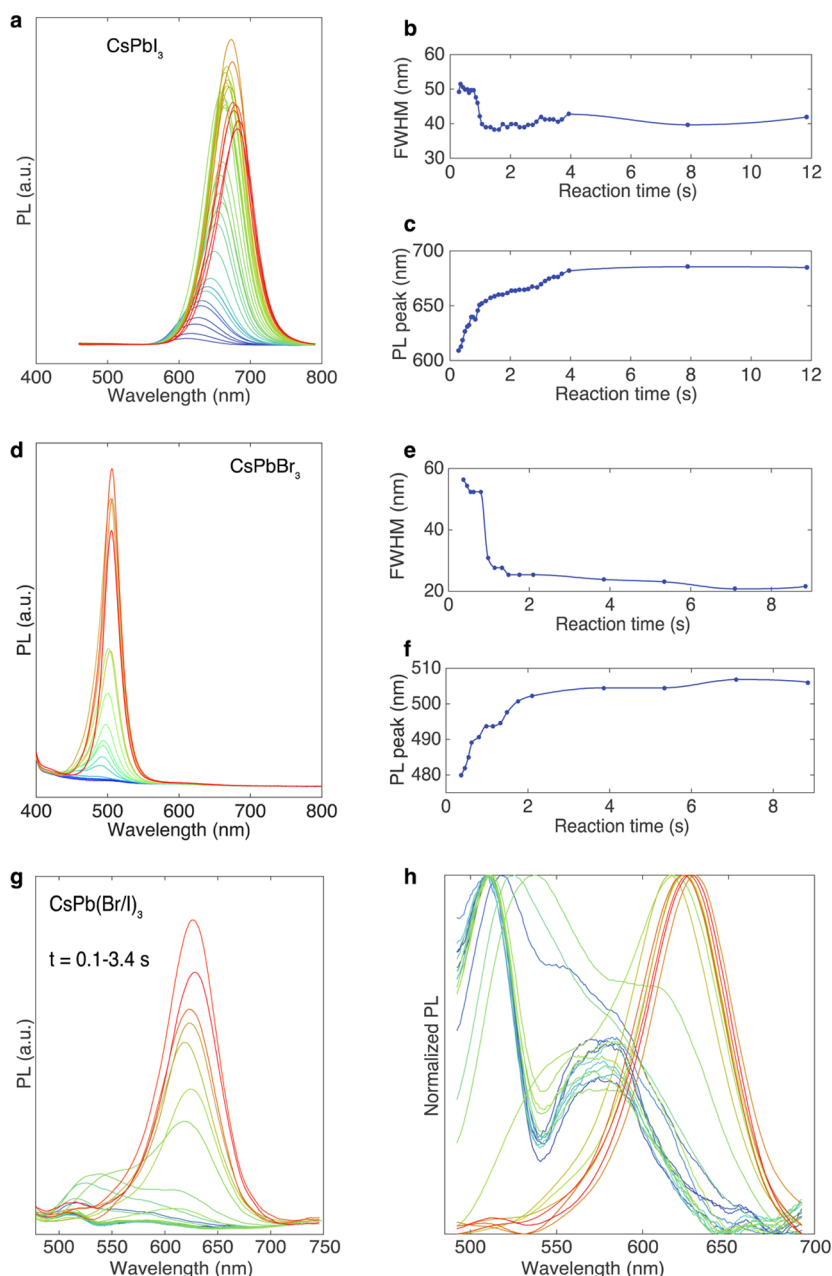 a
CsPbI3
PL (a.u.)
400 500 600 700 800
Wavelength (nm)
b
60
50
40
30
FWHM (nm)
0 2 4 6 8 10 12
Reaction time (s)
c
700
650
600
PL peak (nm)
0 2 4 6 8 10 12
Reaction time (s)
d
CsPbBr3
PL (a.u.)
400 500 600 700 800
Wavelength (nm)
e
60
40
20
FWHM (nm)
0 2 4 6 8
Reaction time (s)
f
510
500
490
480
PL peak (nm)
0 2 4 6 8
Reaction time (s)
g
CsPb(Br/I)3
t = 0.1-3.4 s
PL (a.u.)
500 550 600 650 700 750
Wavelength (nm)
h
Normalized PL
500 540 600 650 700
Wavelength (nm)